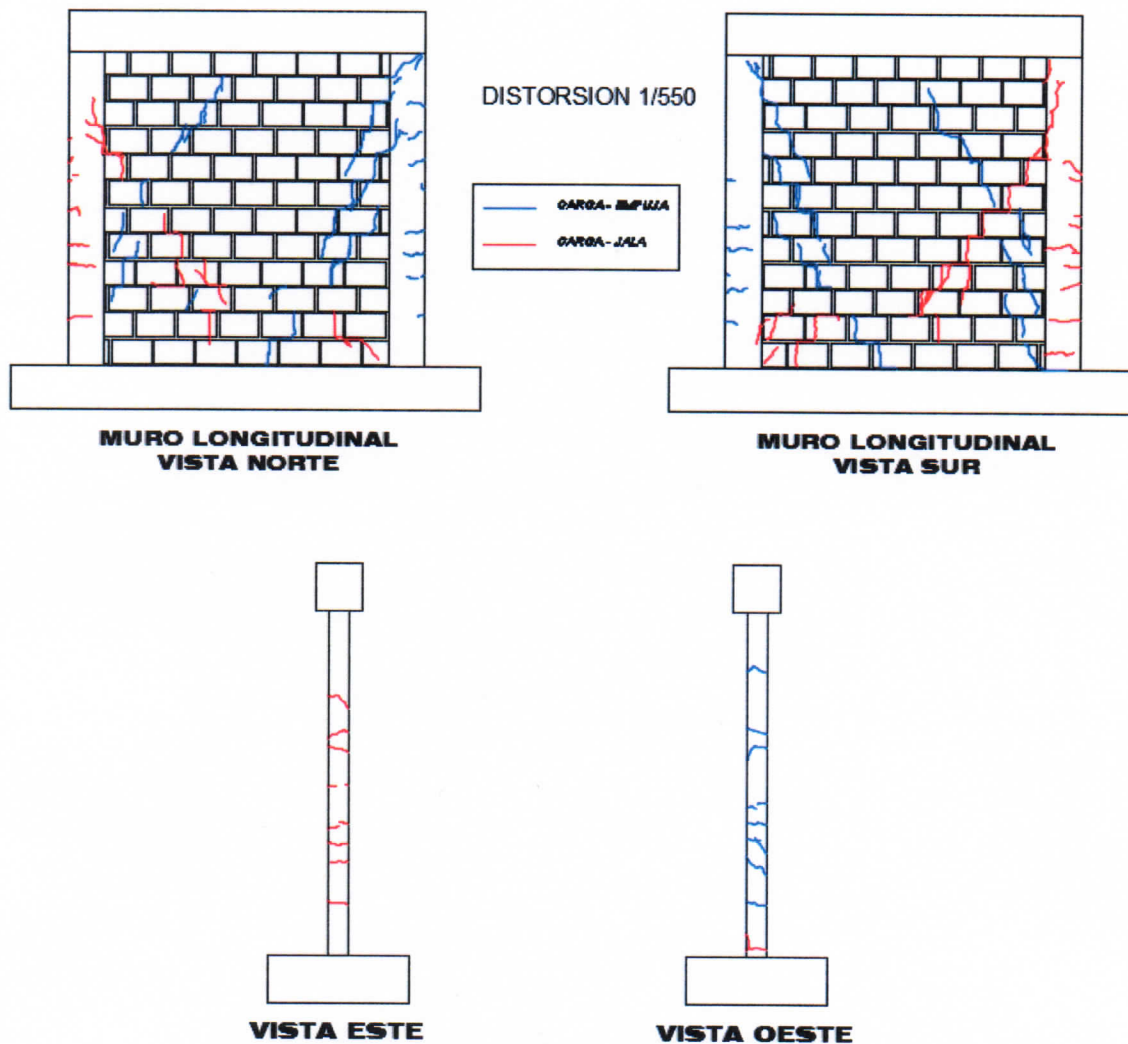 DISTORSION 1/550
CARGA - EMPUJA
CARGA - JALA
MURO LONGITUDINAL
VISTA NORTE
MURO LONGITUDINAL
VISTA SUR
VISTA ESTE
VISTA OESTE